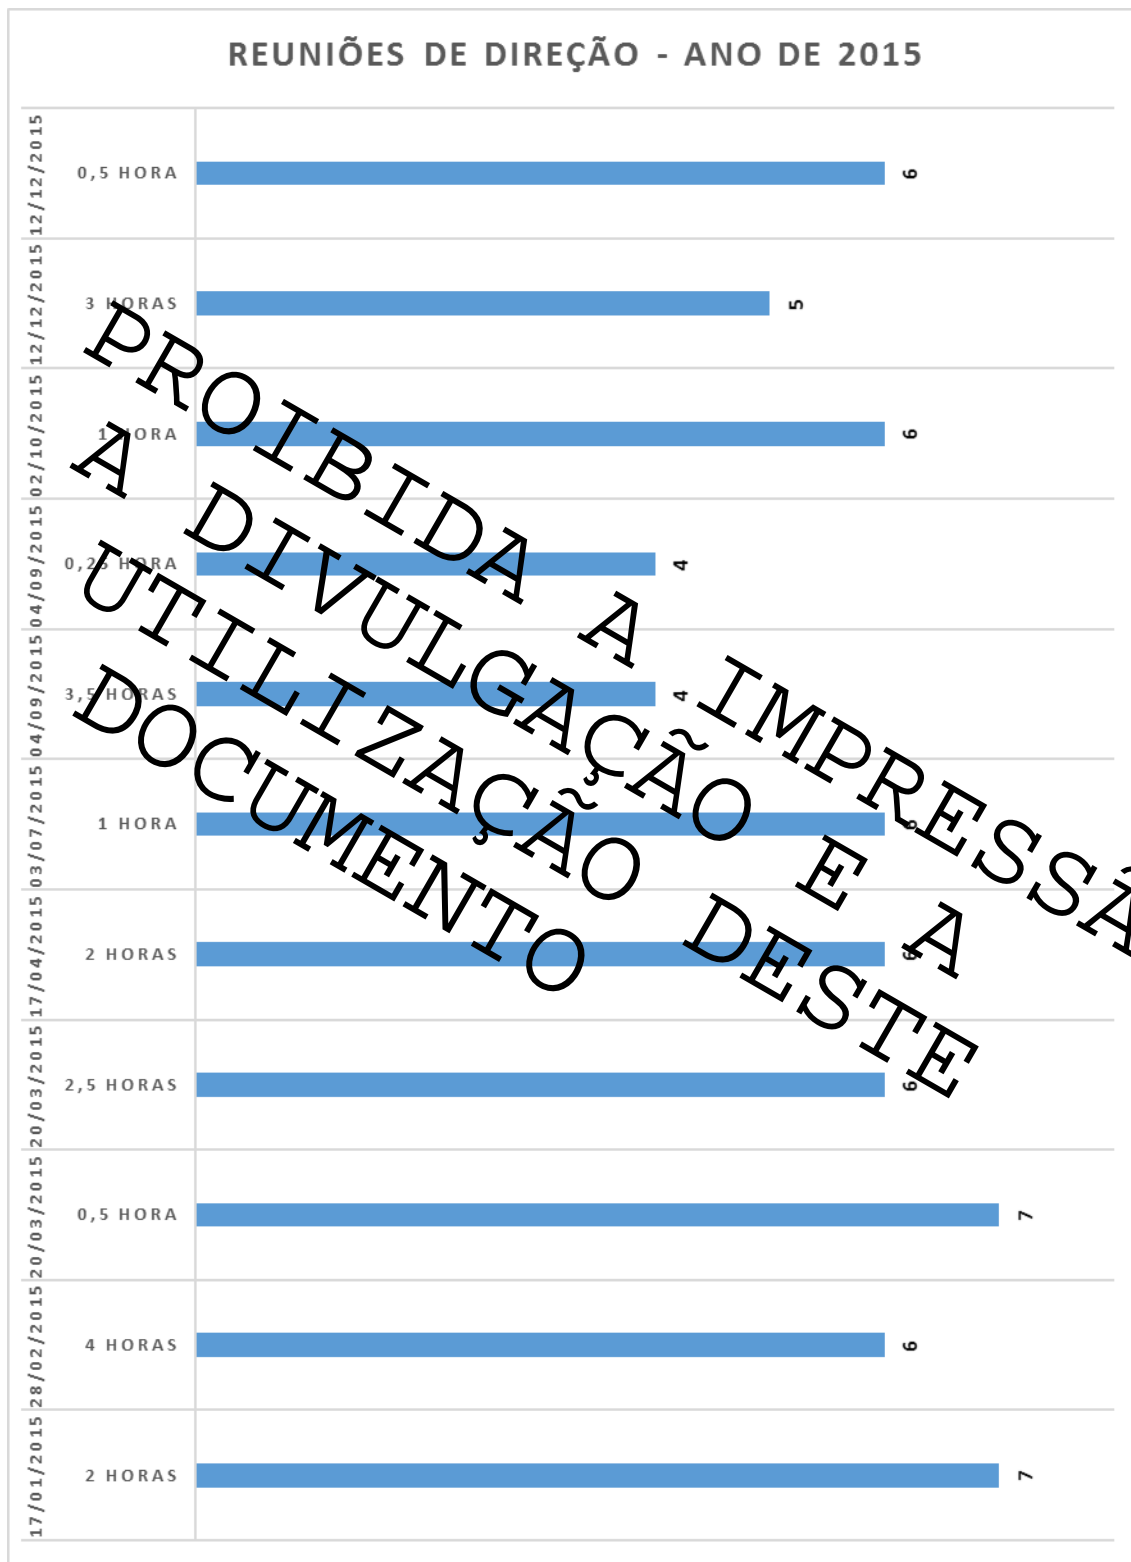 REUNIÕES DE DIREÇÃO - ANO DE 2015
12/12/2015 0,5 HORA 6
12/12/2015 3 HORAS 5
02/10/2015 1 HORA 6
04/09/2015 0,25 HORA 4
04/09/2015 3,5 HORAS 4
03/07/2015 1 HORA 6
17/04/2015 2 HORAS 6
20/03/2015 2,5 HORAS 6
20/03/2015 0,5 HORA 7
28/02/2015 4 HORAS 6
17/01/2015 2 HORAS 7
PROIBIDA A IMPRESSÃ
A DIVULGAÇÃO E A
UTILIZAÇÃO DESTE
DOCUMENTO